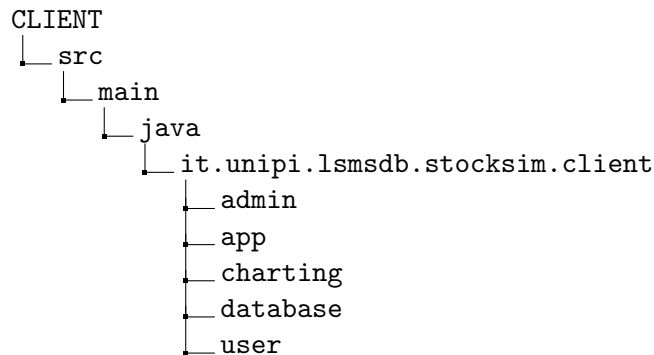 CLIENT
src
main
java
it.unipi.lsmsdb.stocksim.client
admin
app
charting
database
user